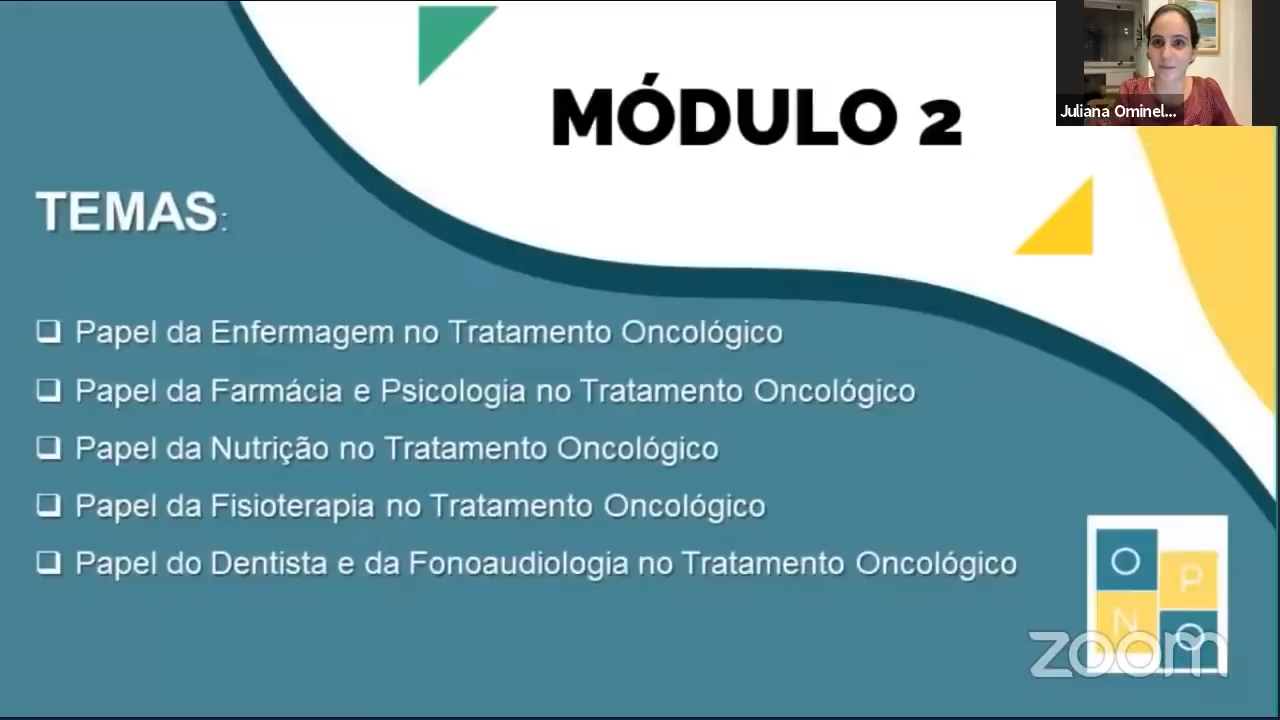 MÓDULO 2
Juliana Ominel...
TEMAS:
❑ Papel da Enfermagem no Tratamento Oncológico
❑ Papel da Farmácia e Psicologia no Tratamento Oncológico
❑ Papel da Nutrição no Tratamento Oncológico
❑ Papel da Fisioterapia no Tratamento Oncológico
❑ Papel do Dentista e da Fonoaudiologia no Tratamento Oncológico
O P
N O
zoom